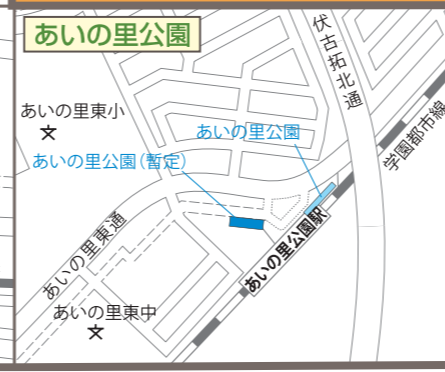 あいの里公園
伏古拓北通
あいの里東小
あいの里公園
学園都市線
あいの里公園(暫定)
あいの里公園駅
あいの里東通
あいの里東中